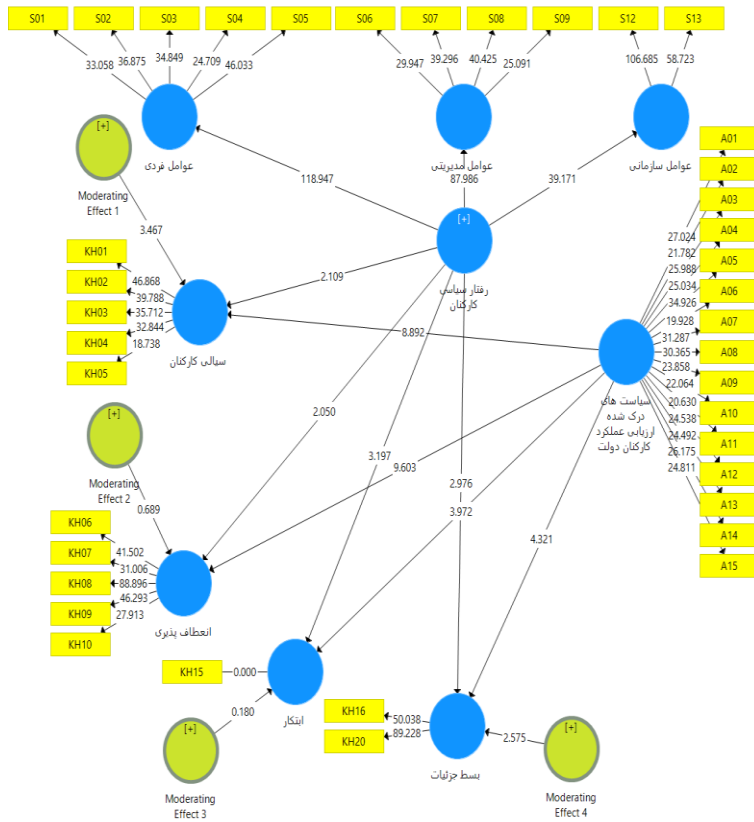 S01
S02
S03
S04
S05
S06
S07
S08
S09
S12
S13
33.058
36.875
34.849
24.709
46.033
29.947
39.296
40.425
25.091
106.685
58.723
[+]
Moderating
Effect 1
عوامل فردی
عوامل مدیریتی
عوامل سازمانی
118.947
87.986
39.171
3.467
[+]
رفتار سیاسی
کارکنان
2.109
8.892
KH01
KH02
KH03
KH04
KH05
46.868
39.788
35.712
32.844
18.738
سیالی کارکنان
A01
A02
A03
A04
A05
A06
A07
A08
A09
A10
A11
A12
A13
A14
A15
27.024
21.782
25.988
25.034
34.926
19.928
31.287
30.365
23.858
22.064
20.630
24.538
24.492
26.175
24.811
سیاست های
درک شده
ارزیابی عملکرد
کارکنان دولت
2.050
3.197
2.976
9.603
3.972
4.321
[+]
Moderating
Effect 2
0.689
KH06
KH07
KH08
KH09
KH10
41.502
31.006
88.896
46.293
27.913
انعطاف پذیری
KH15
0.000
ابتکار
0.180
[+]
Moderating
Effect 3
KH16
KH20
50.038
89.228
بسط جزئیات
2.575
[+]
Moderating
Effect 4